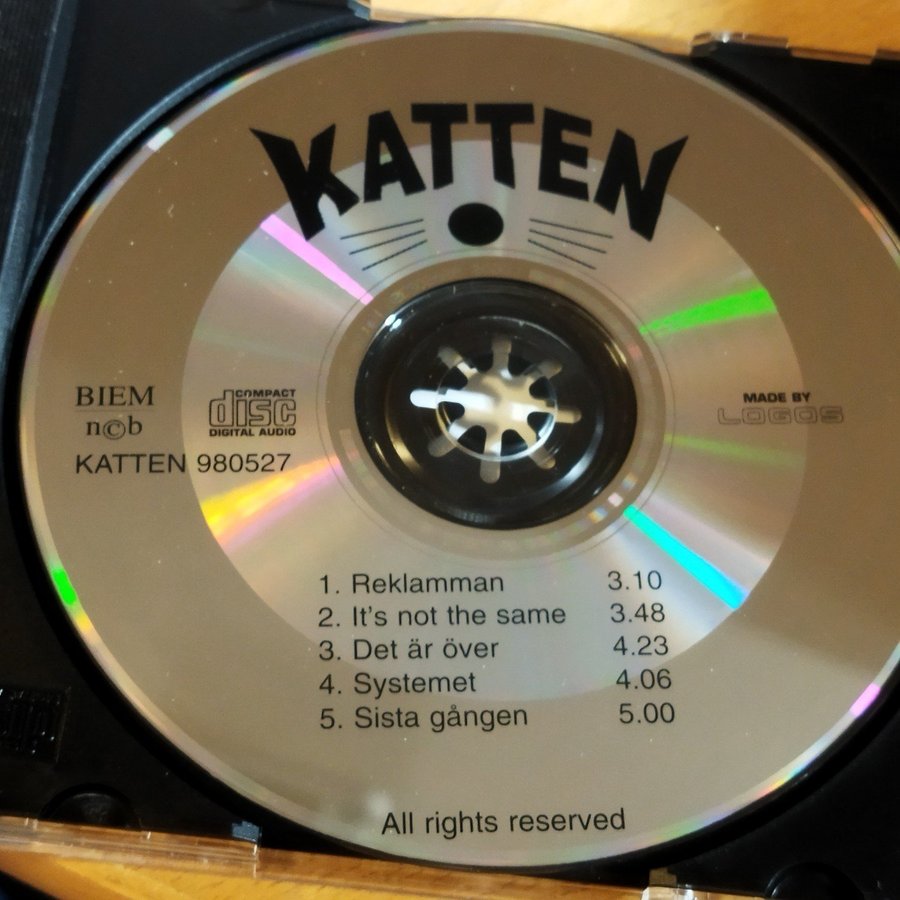 KATTEN
BIEM
n©b
COMPACT
disc
DIGITAL AUDIO
MADE BY
LOGOS
KATTEN 980527
1. Reklamman 3.10
2. It's not the same 3.48
3. Det är över 4.23
4. Systemet 4.06
5. Sista gången 5.00
All rights reserved